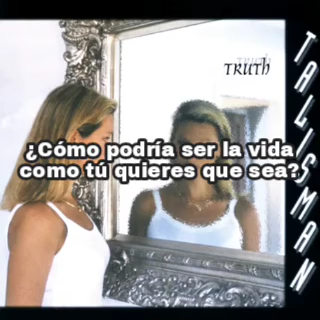 TRUTH
TALISMAN
¿Cómo podría ser la vida
como tú quieres que sea?